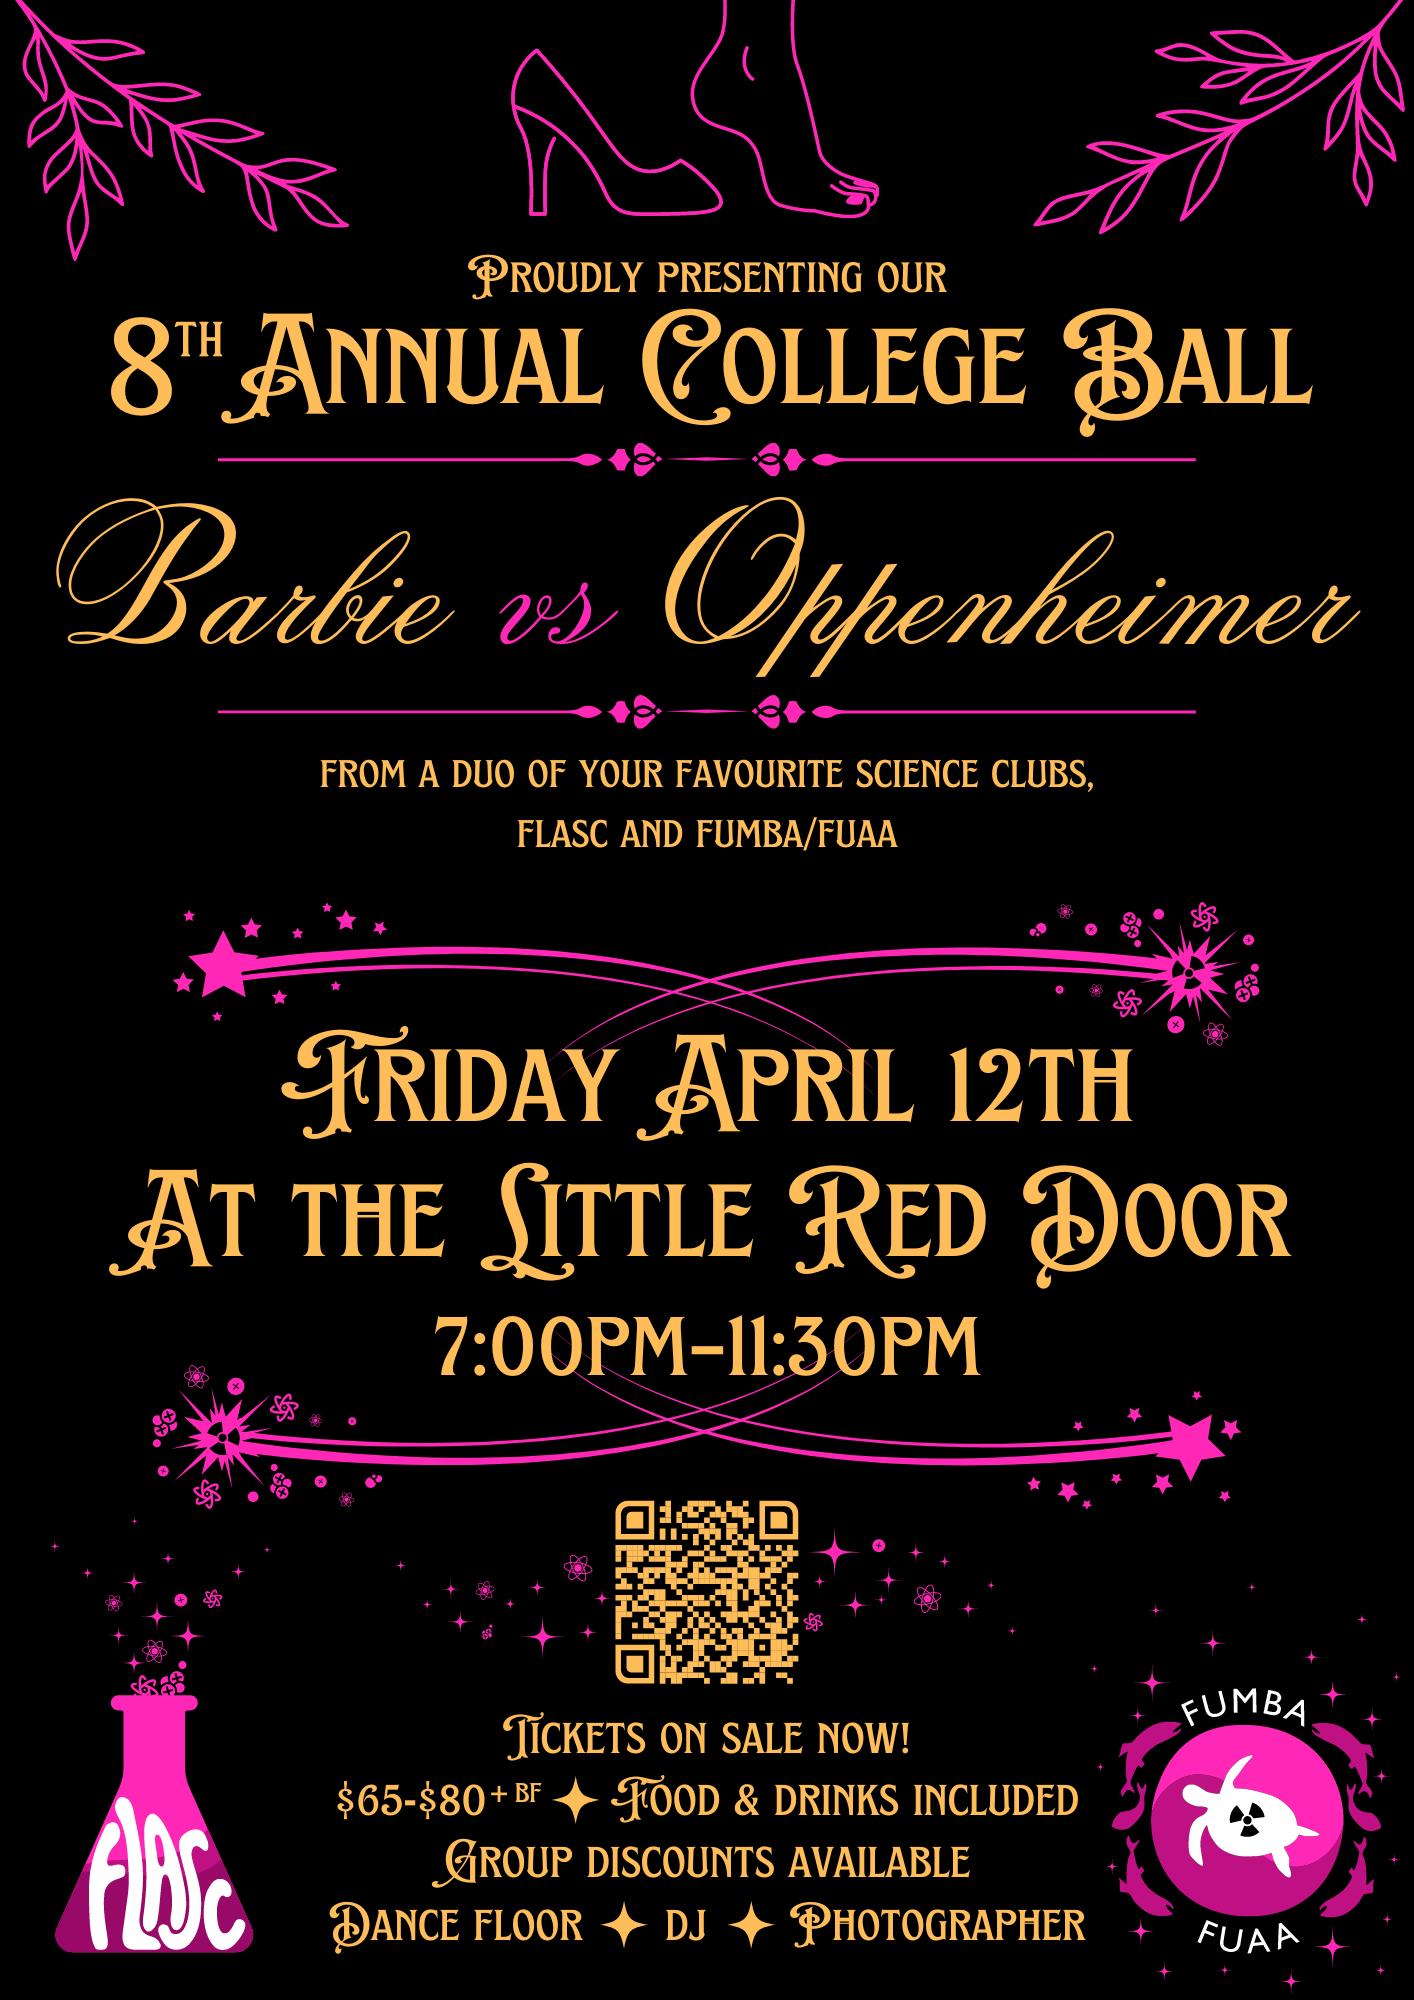 Proudly presenting our
8th Annual College Ball
Barbie vs Oppenheimer
from a duo of your favourite science clubs,
FLASC and FUMBA/FUAA
Friday April 12th
At the Little Red Door
7:00PM–11:30PM
Tickets on sale now!
$65-$80+ BF Food & drinks included
Group discounts available
Dance floor DJ Photographer
FLASC
FUMBA
FUAA